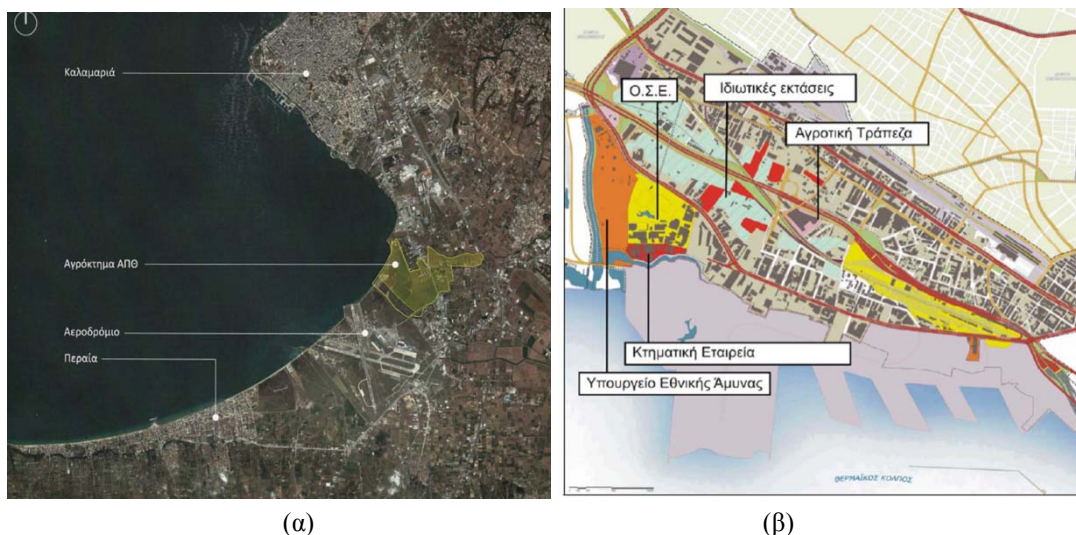 Καλαμαριά
Αγρόκτημα ΑΠΘ
Αεροδρόμιο
Περαία
(α)
Ο.Σ.Ε.
Ιδιωτικές εκτάσεις
Αγροτική Τράπεζα
Κτηματική Εταιρεία
Υπουργείο Εθνικής Άμυνας
ΘΕΡΜΑΪΚΟΣ ΚΟΛΠΟΣ
(β)